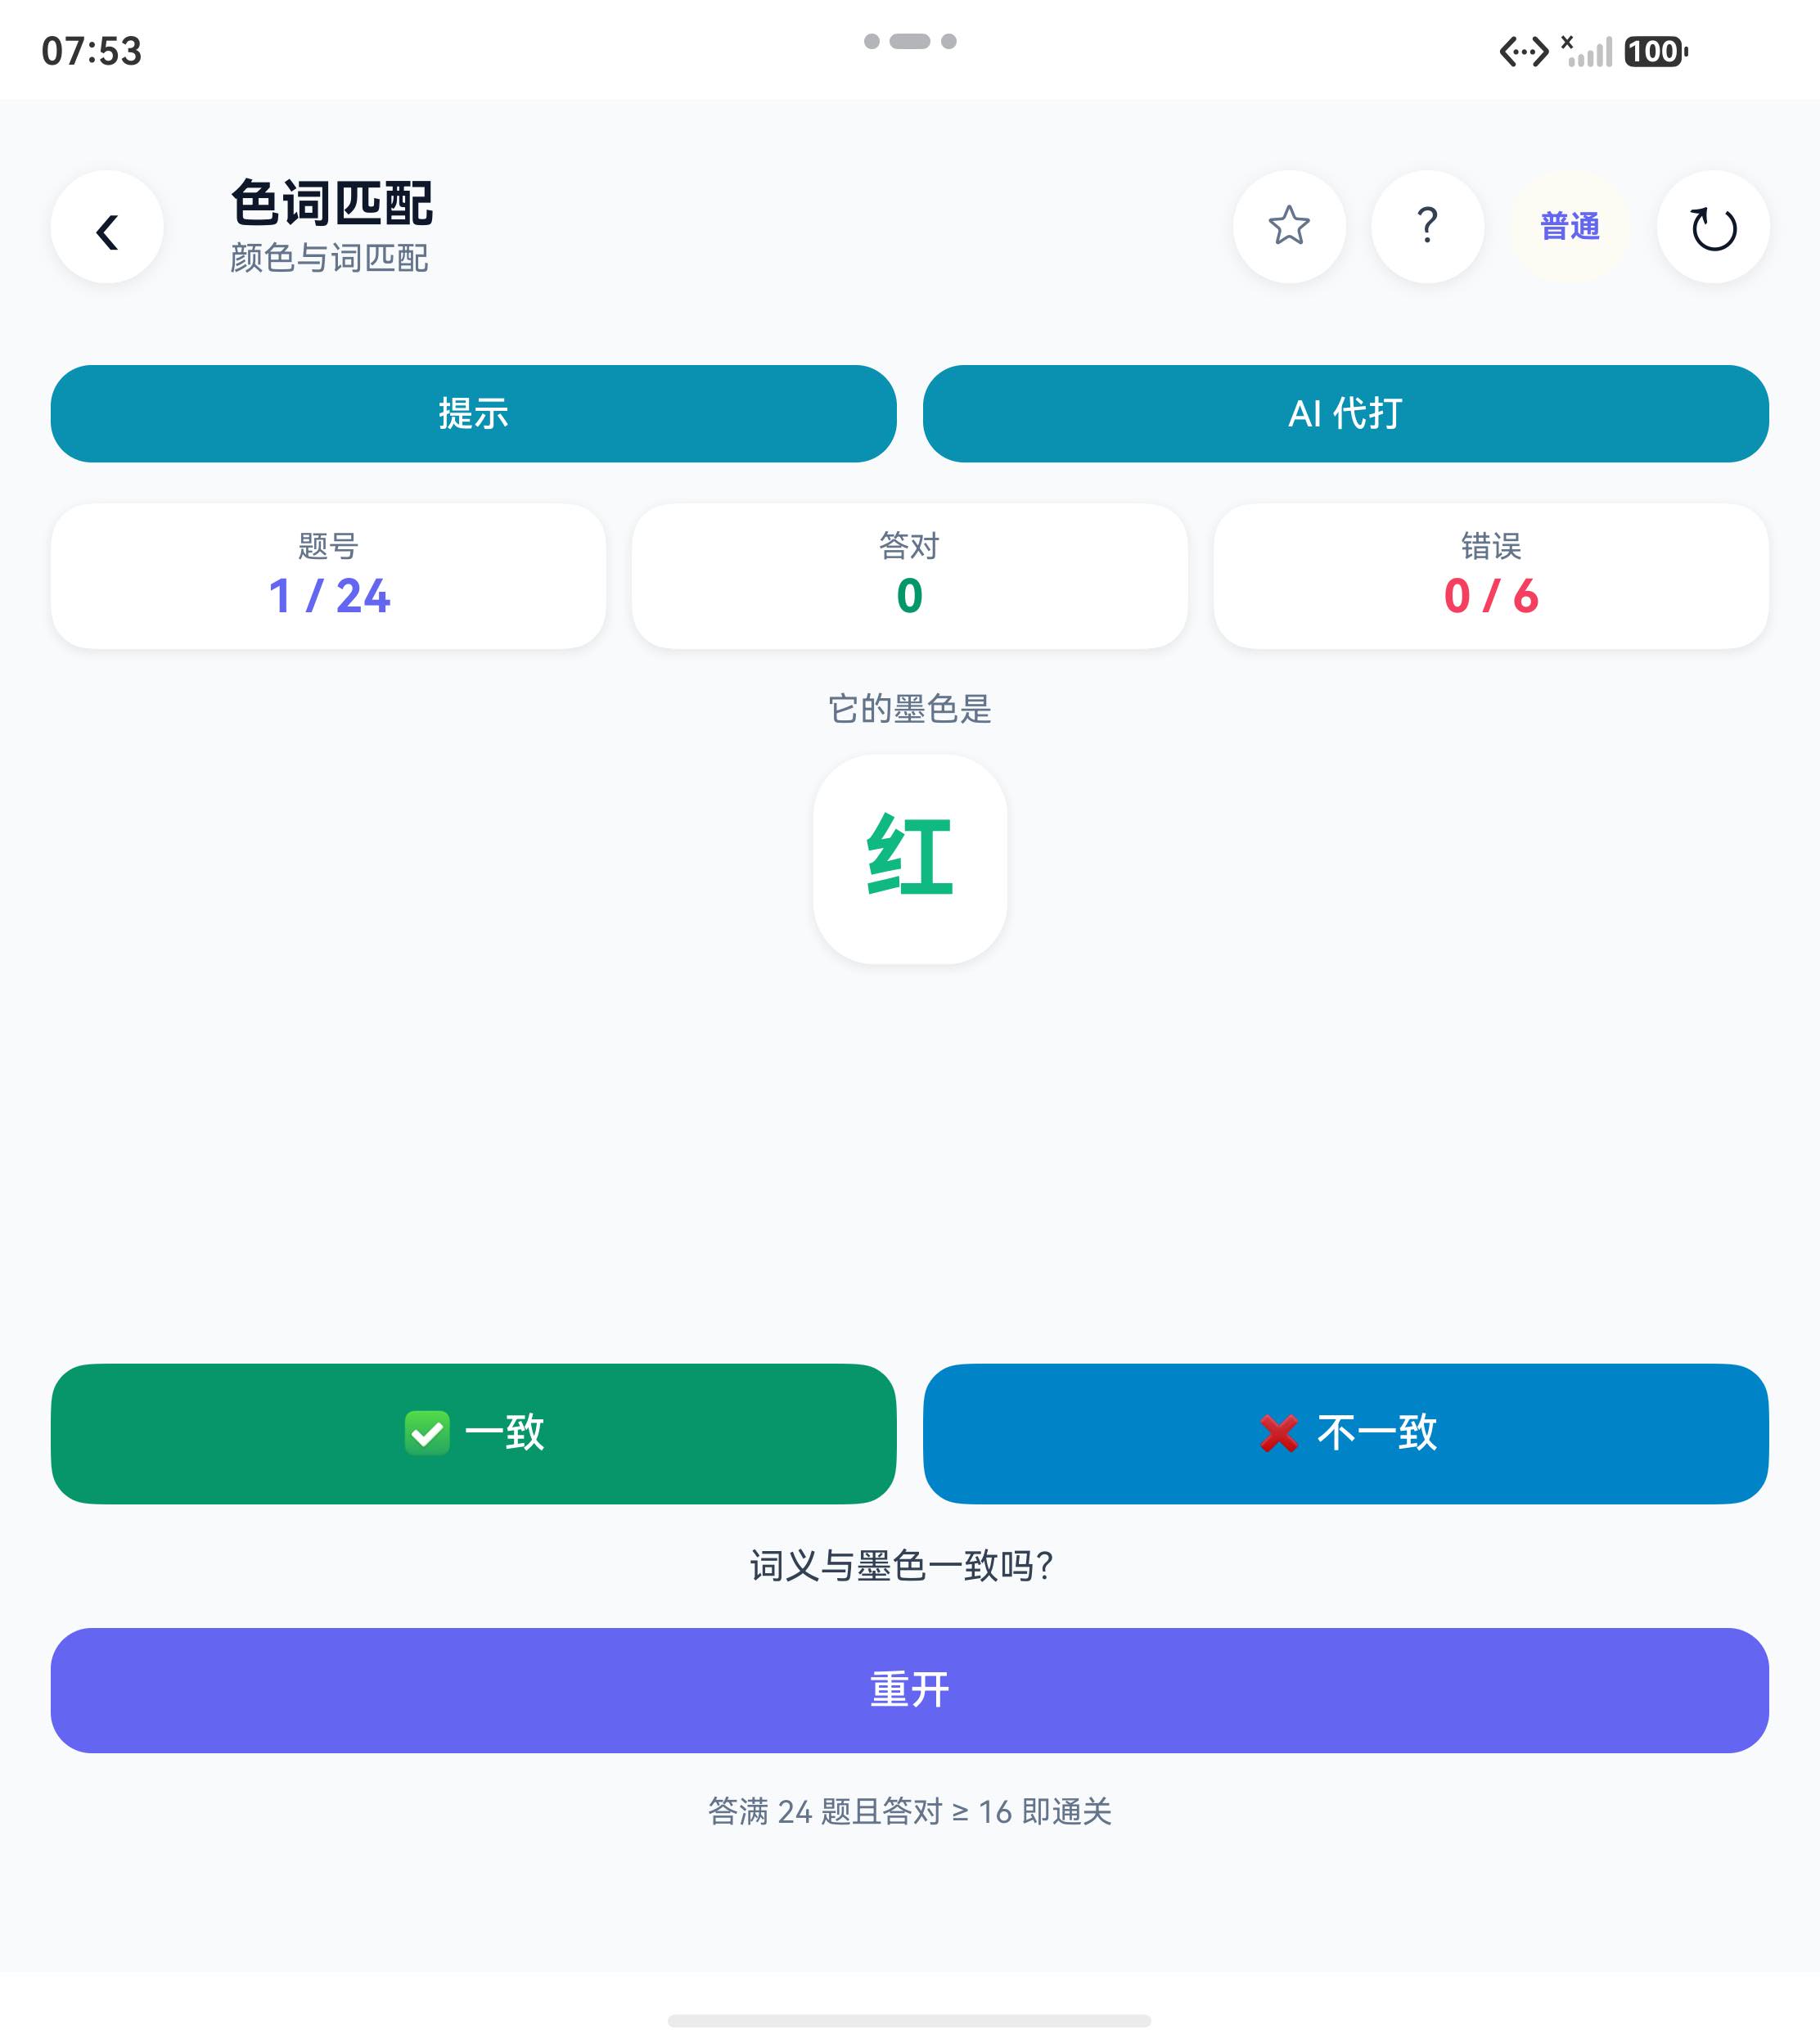 07:53
100
色词匹配
颜色与词匹配
?
普通
提示
AI 代打
题号
1 / 24
答对
0
错误
0 / 6
它的墨色是
红
一致
不一致
词义与墨色一致吗？
重开
答满 24 题且答对 ≥ 16 即通关